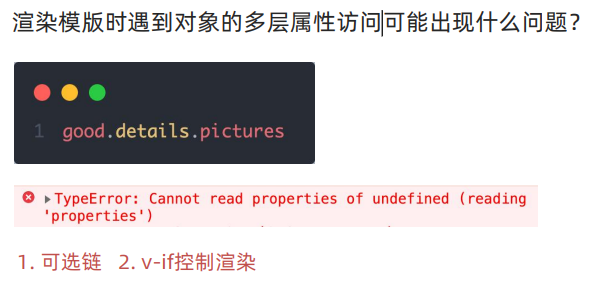 渲染模版时遇到对象的多层属性访问可能出现什么问题？
1 good.details.pictures
TypeError: Cannot read properties of undefined (reading
'properties')
1. 可选链 2. v-if控制渲染